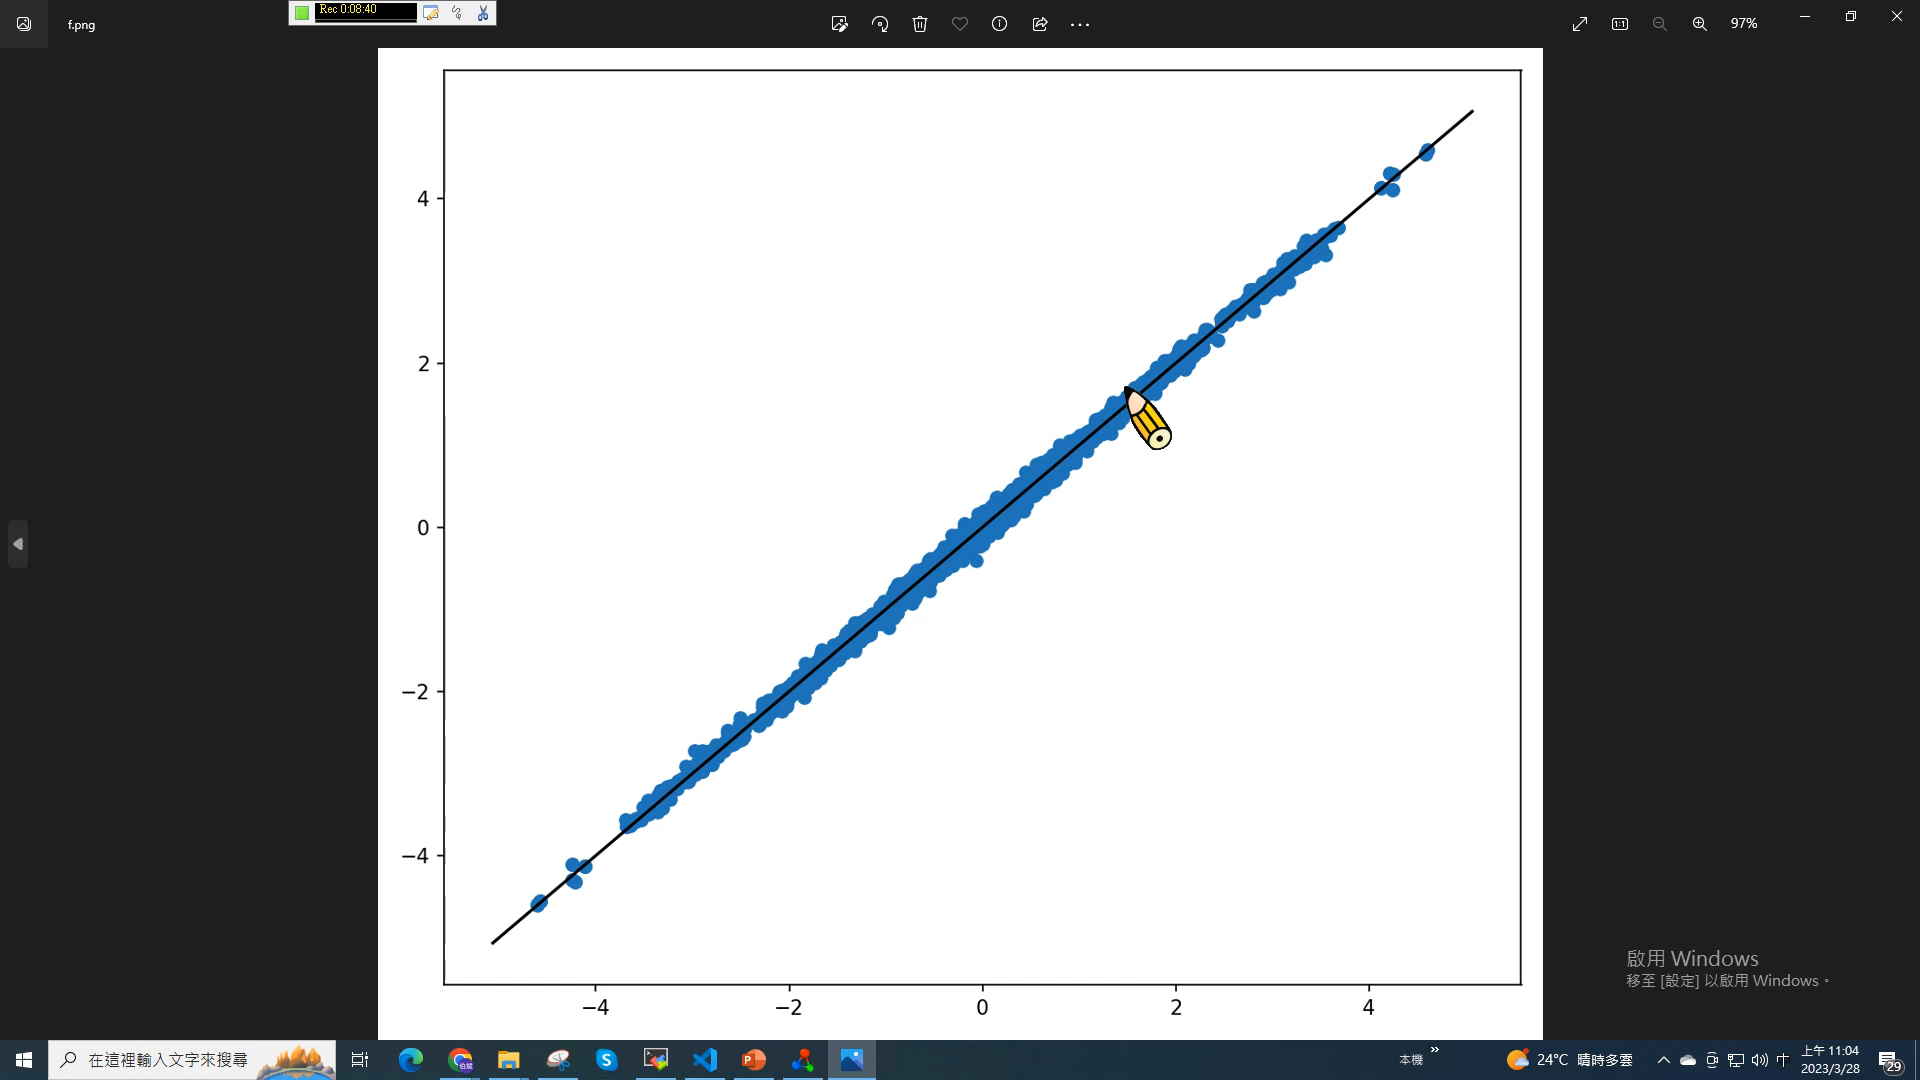 f.png
Rec 0:08:40
97%
4
2
0
−2
−4
−4
−2
0
2
4
啟用 Windows
移至 [設定] 以啟用 Windows。
在這裡輸入文字來搜尋
本機
24°C 晴時多雲
中
上午 11:04
2023/3/28
29